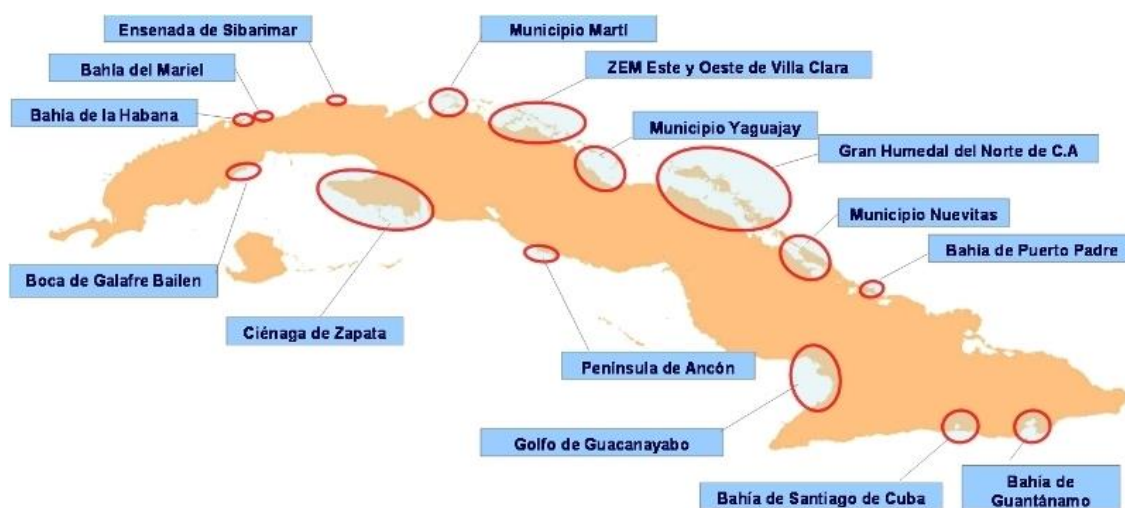 Ensenada de Sibarimar
Municipio Martí
Bahía del Mariel
ZEM Este y Oeste de Villa Clara
Bahía de la Habana
Municipio Yaguajay
Gran Humedal del Norte de C.A
Municipio Nuevitas
Bahía de Puerto Padre
Boca de Galafre Bailen
Ciénaga de Zapata
Península de Ancón
Golfo de Guacanayabo
Bahía de Santiago de Cuba
Bahía de
Guantánamo